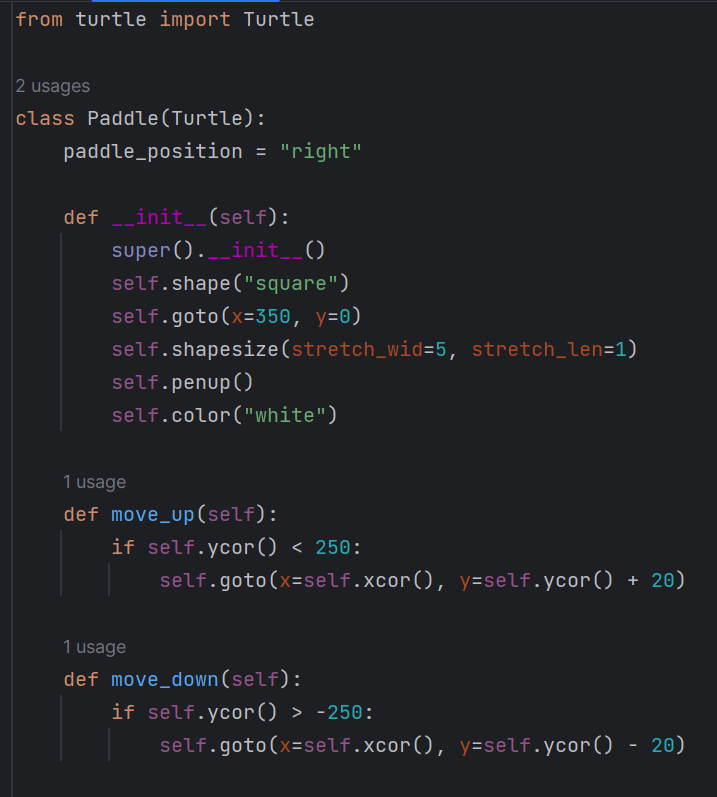 from turtle import Turtle
2 usages
class Paddle(Turtle):
    paddle_position = "right"
    def __init__(self):
        super().__init__()
        self.shape("square")
        self.goto(x=350, y=0)
        self.shapesize(stretch_wid=5, stretch_len=1)
        self.penup()
        self.color("white")
    1 usage
    def move_up(self):
        if self.ycor() < 250:
            self.goto(x=self.xcor(), y=self.ycor() + 20)
    1 usage
    def move_down(self):
        if self.ycor() > -250:
            self.goto(x=self.xcor(), y=self.ycor() - 20)